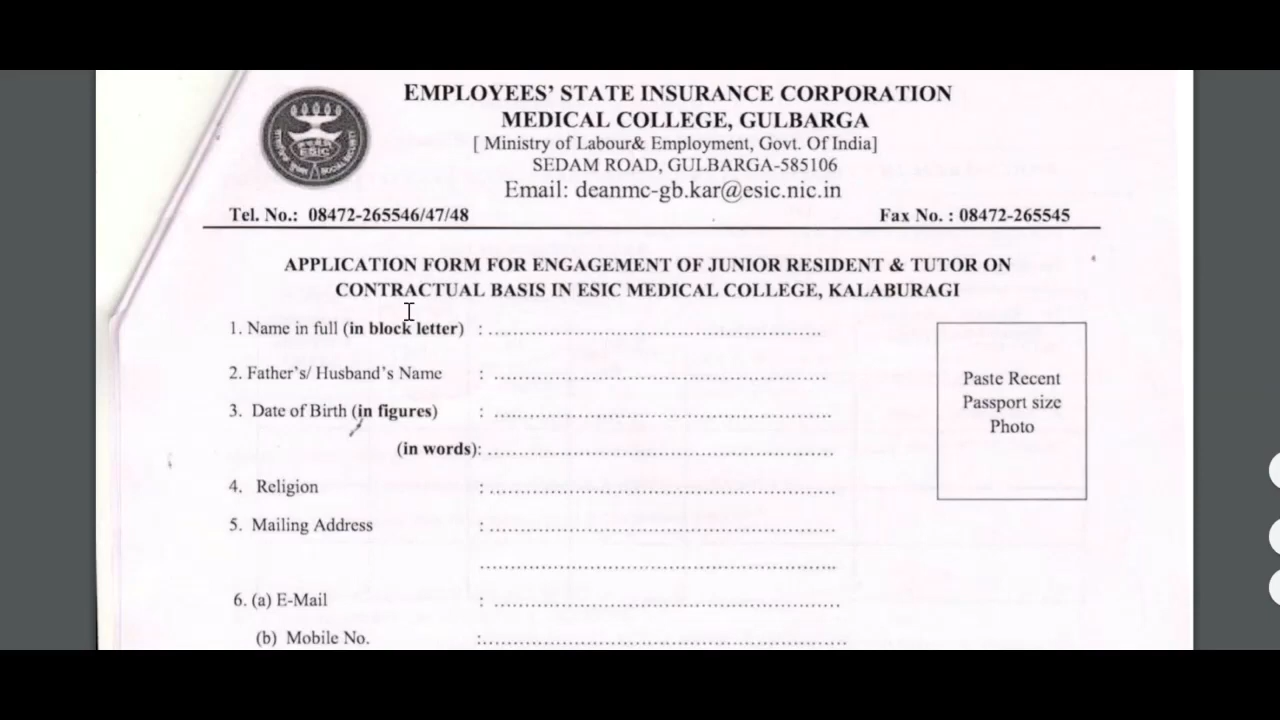 EMPLOYEES' STATE INSURANCE CORPORATION
MEDICAL COLLEGE, GULBARGA
[ Ministry of Labour& Employment, Govt. Of India]
SEDAM ROAD, GULBARGA-585106
Email: deanmc-gb.kar@esic.nic.in
ESIC
SOCIAL SECURITY
Tel. No.: 08472-265546/47/48 Fax No. : 08472-265545
APPLICATION FORM FOR ENGAGEMENT OF JUNIOR RESIDENT & TUTOR ON
CONTRACTUAL BASIS IN ESIC MEDICAL COLLEGE, KALABURAGI
1. Name in full (in block letter) :
2. Father's/ Husband's Name :
3. Date of Birth (in figures) :
(in words):
4. Religion :
5. Mailing Address :
6. (a) E-Mail :
(b) Mobile No. :
Paste Recent
Passport size
Photo